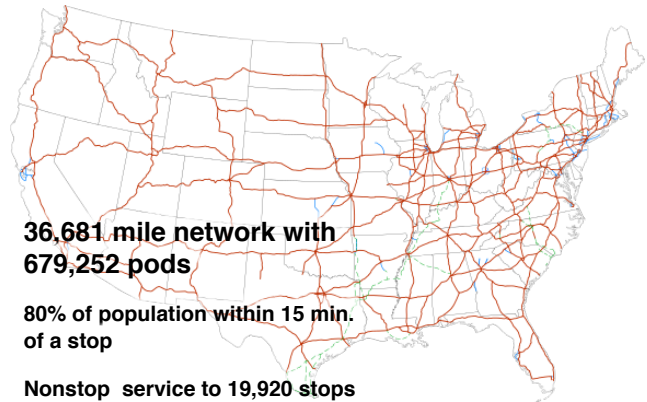 36,681 mile network with
679,252 pods
80% of population within 15 min.
of a stop
Nonstop service to 19,920 stops